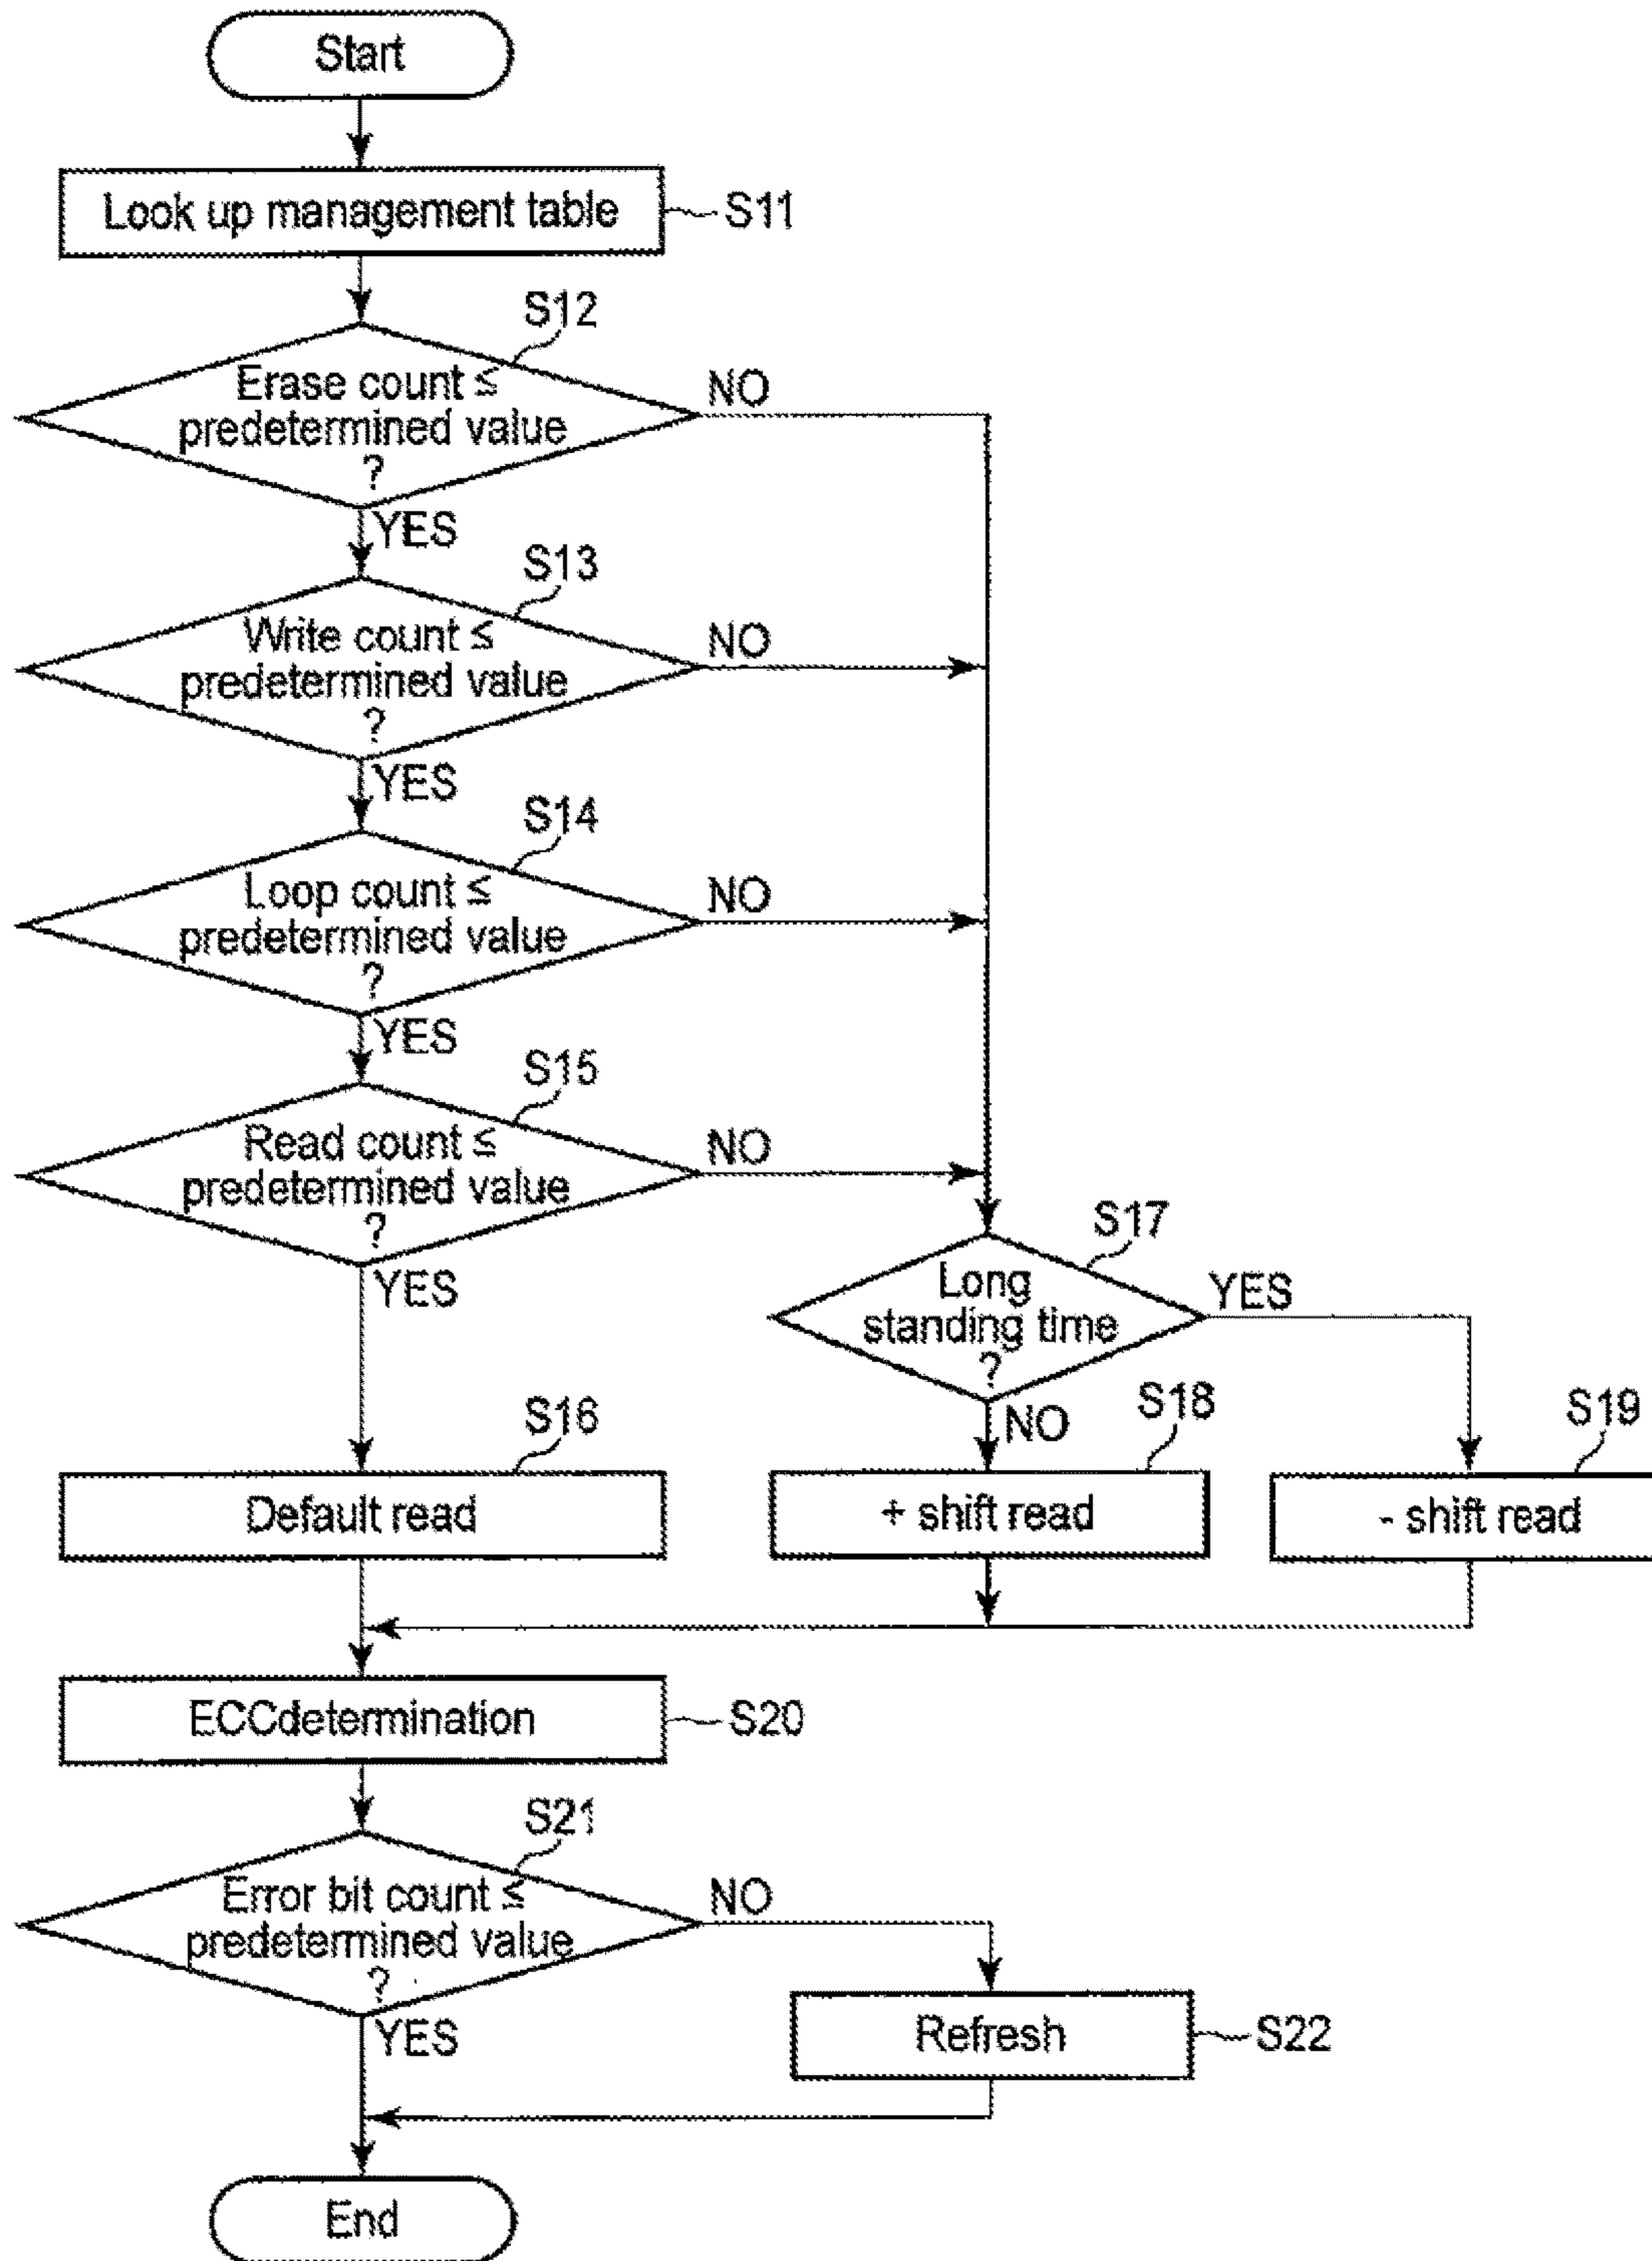 Start
Look up management table
S11
S12
Erase count ≤
predetermined value
?
NO
YES
S13
Write count ≤
predetermined value
?
NO
YES
S14
Loop count ≤
predetermined value
?
NO
YES
S15
Read count ≤
predetermined value
?
NO
YES
S17
Long
standing time
?
YES
NO
S16
Default read
S18
+ shift read
S19
- shift read
ECCdetermination
S20
S21
Error bit count ≤
predetermined value
?
NO
YES
Refresh
S22
End